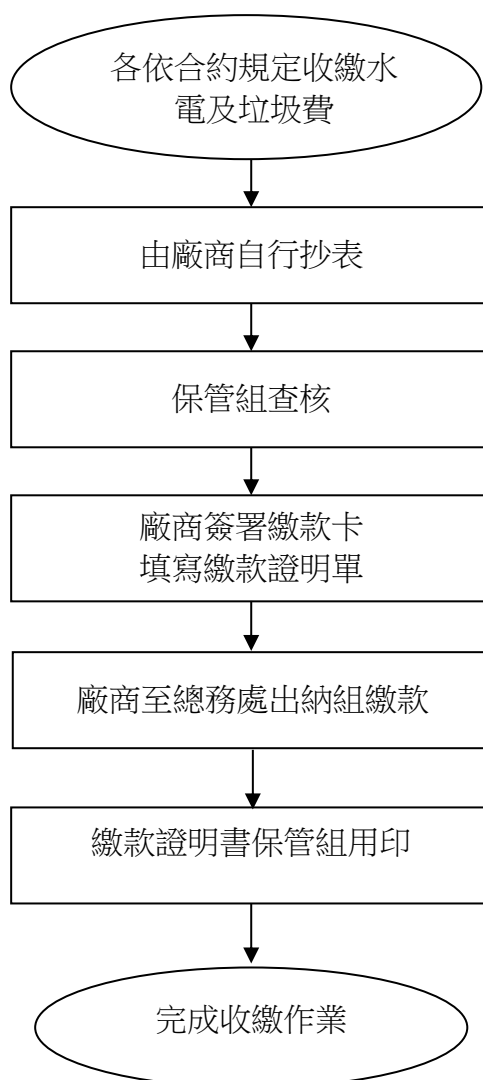 各依合約規定收繳水
電及垃圾費
由廠商自行抄表
保管組查核
廠商簽署繳款卡
填寫繳款證明單
廠商至總務處出納組繳款
繳款證明書保管組用印
完成收繳作業